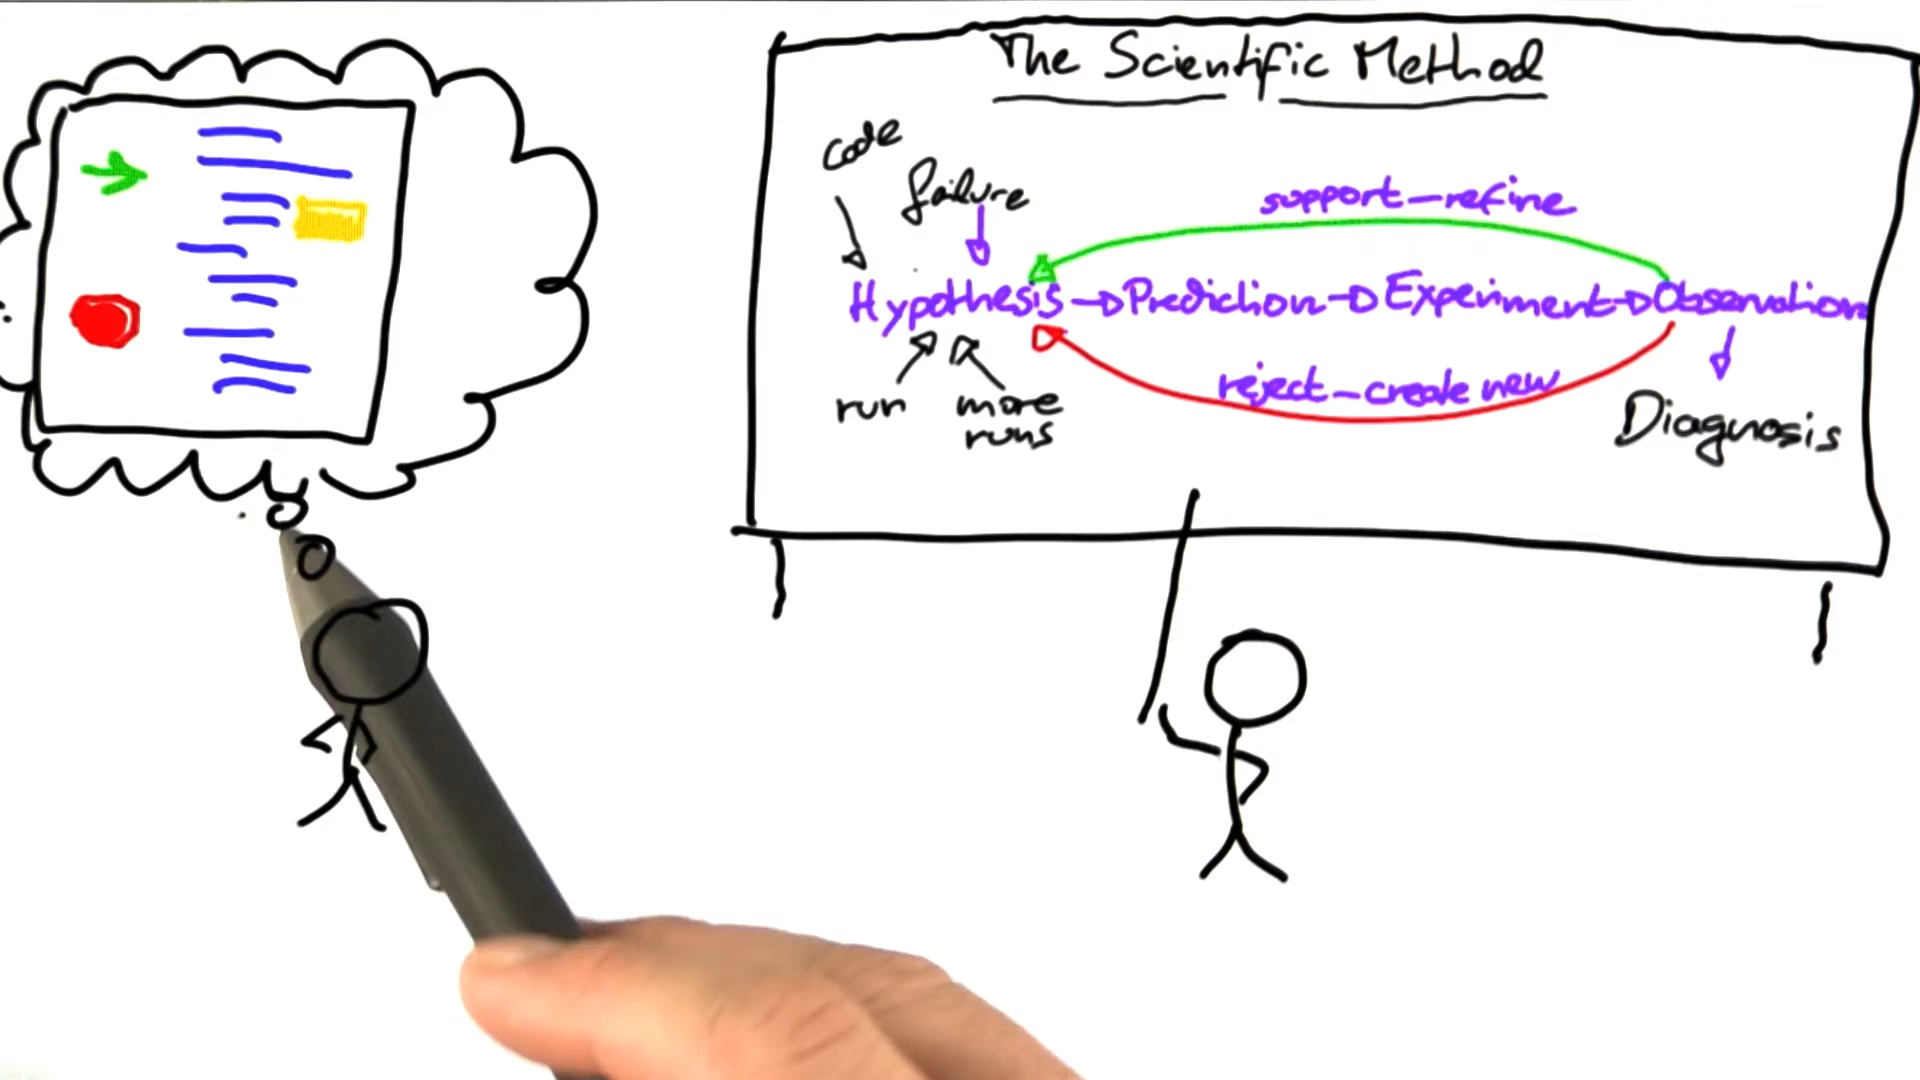 The Scientific Method
code
failure
support-refine
Hypothesis → Prediction → Experiment → Observation
run
more
runs
reject-create new
Diagnosis